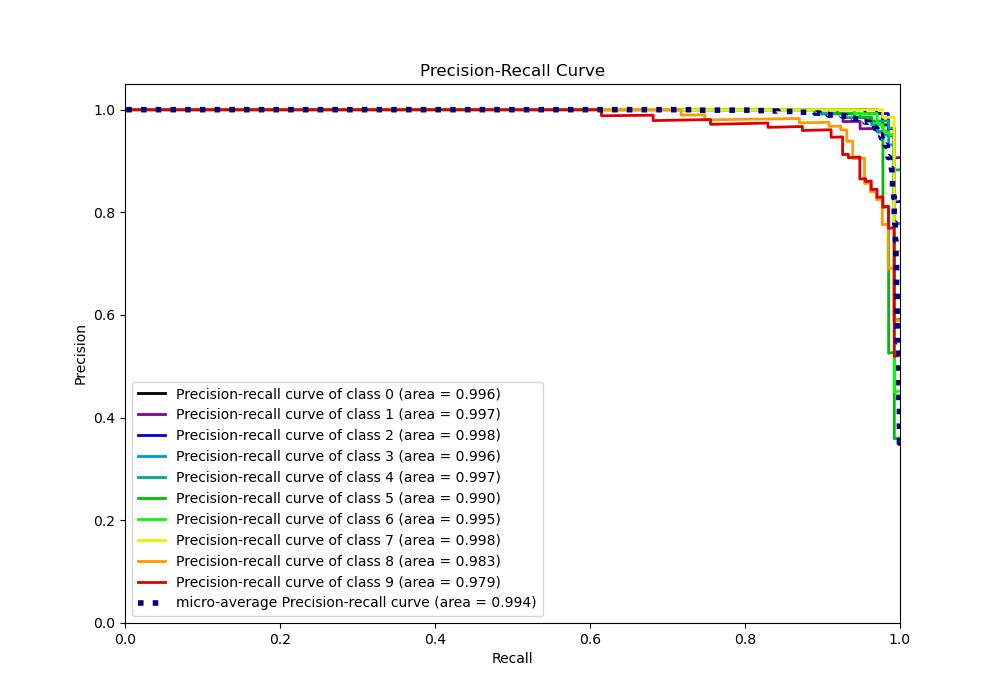 Precision-Recall Curve
1.0
0.8
0.6
0.4
0.2
0.0
Precision
Precision-recall curve of class 0 (area = 0.996)
Precision-recall curve of class 1 (area = 0.997)
Precision-recall curve of class 2 (area = 0.998)
Precision-recall curve of class 3 (area = 0.996)
Precision-recall curve of class 4 (area = 0.997)
Precision-recall curve of class 5 (area = 0.990)
Precision-recall curve of class 6 (area = 0.995)
Precision-recall curve of class 7 (area = 0.998)
Precision-recall curve of class 8 (area = 0.983)
Precision-recall curve of class 9 (area = 0.979)
micro-average Precision-recall curve (area = 0.994)
0.0 0.2 0.4 0.6 0.8 1.0
Recall